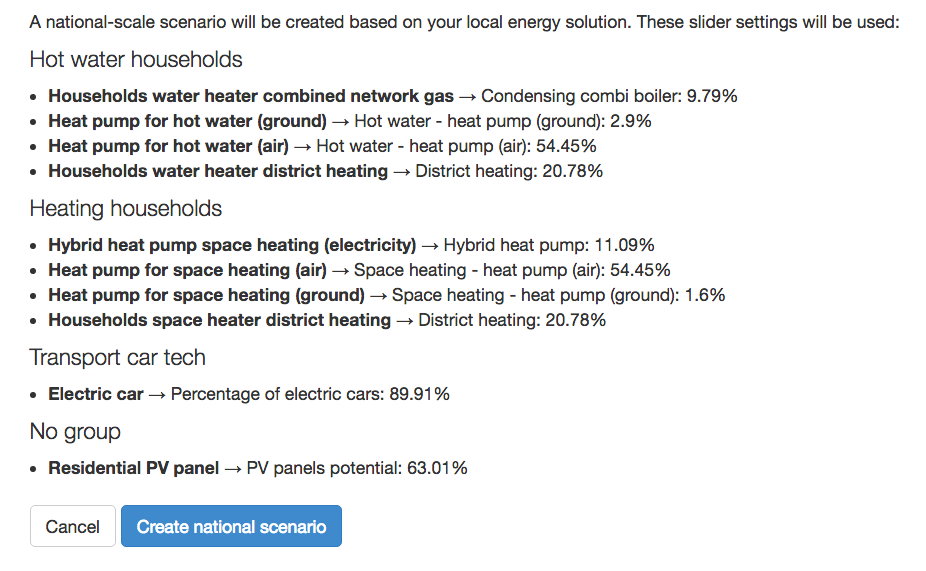 A national-scale scenario will be created based on your local energy solution. These slider settings will be used:
Hot water households
• Households water heater combined network gas → Condensing combi boiler: 9.79%
• Heat pump for hot water (ground) → Hot water - heat pump (ground): 2.9%
• Heat pump for hot water (air) → Hot water - heat pump (air): 54.45%
• Households water heater district heating → District heating: 20.78%
Heating households
• Hybrid heat pump space heating (electricity) → Hybrid heat pump: 11.09%
• Heat pump for space heating (air) → Space heating - heat pump (air): 54.45%
• Heat pump for space heating (ground) → Space heating - heat pump (ground): 1.6%
• Households space heater district heating → District heating: 20.78%
Transport car tech
• Electric car → Percentage of electric cars: 89.91%
No group
• Residential PV panel → PV panels potential: 63.01%
Cancel Create national scenario